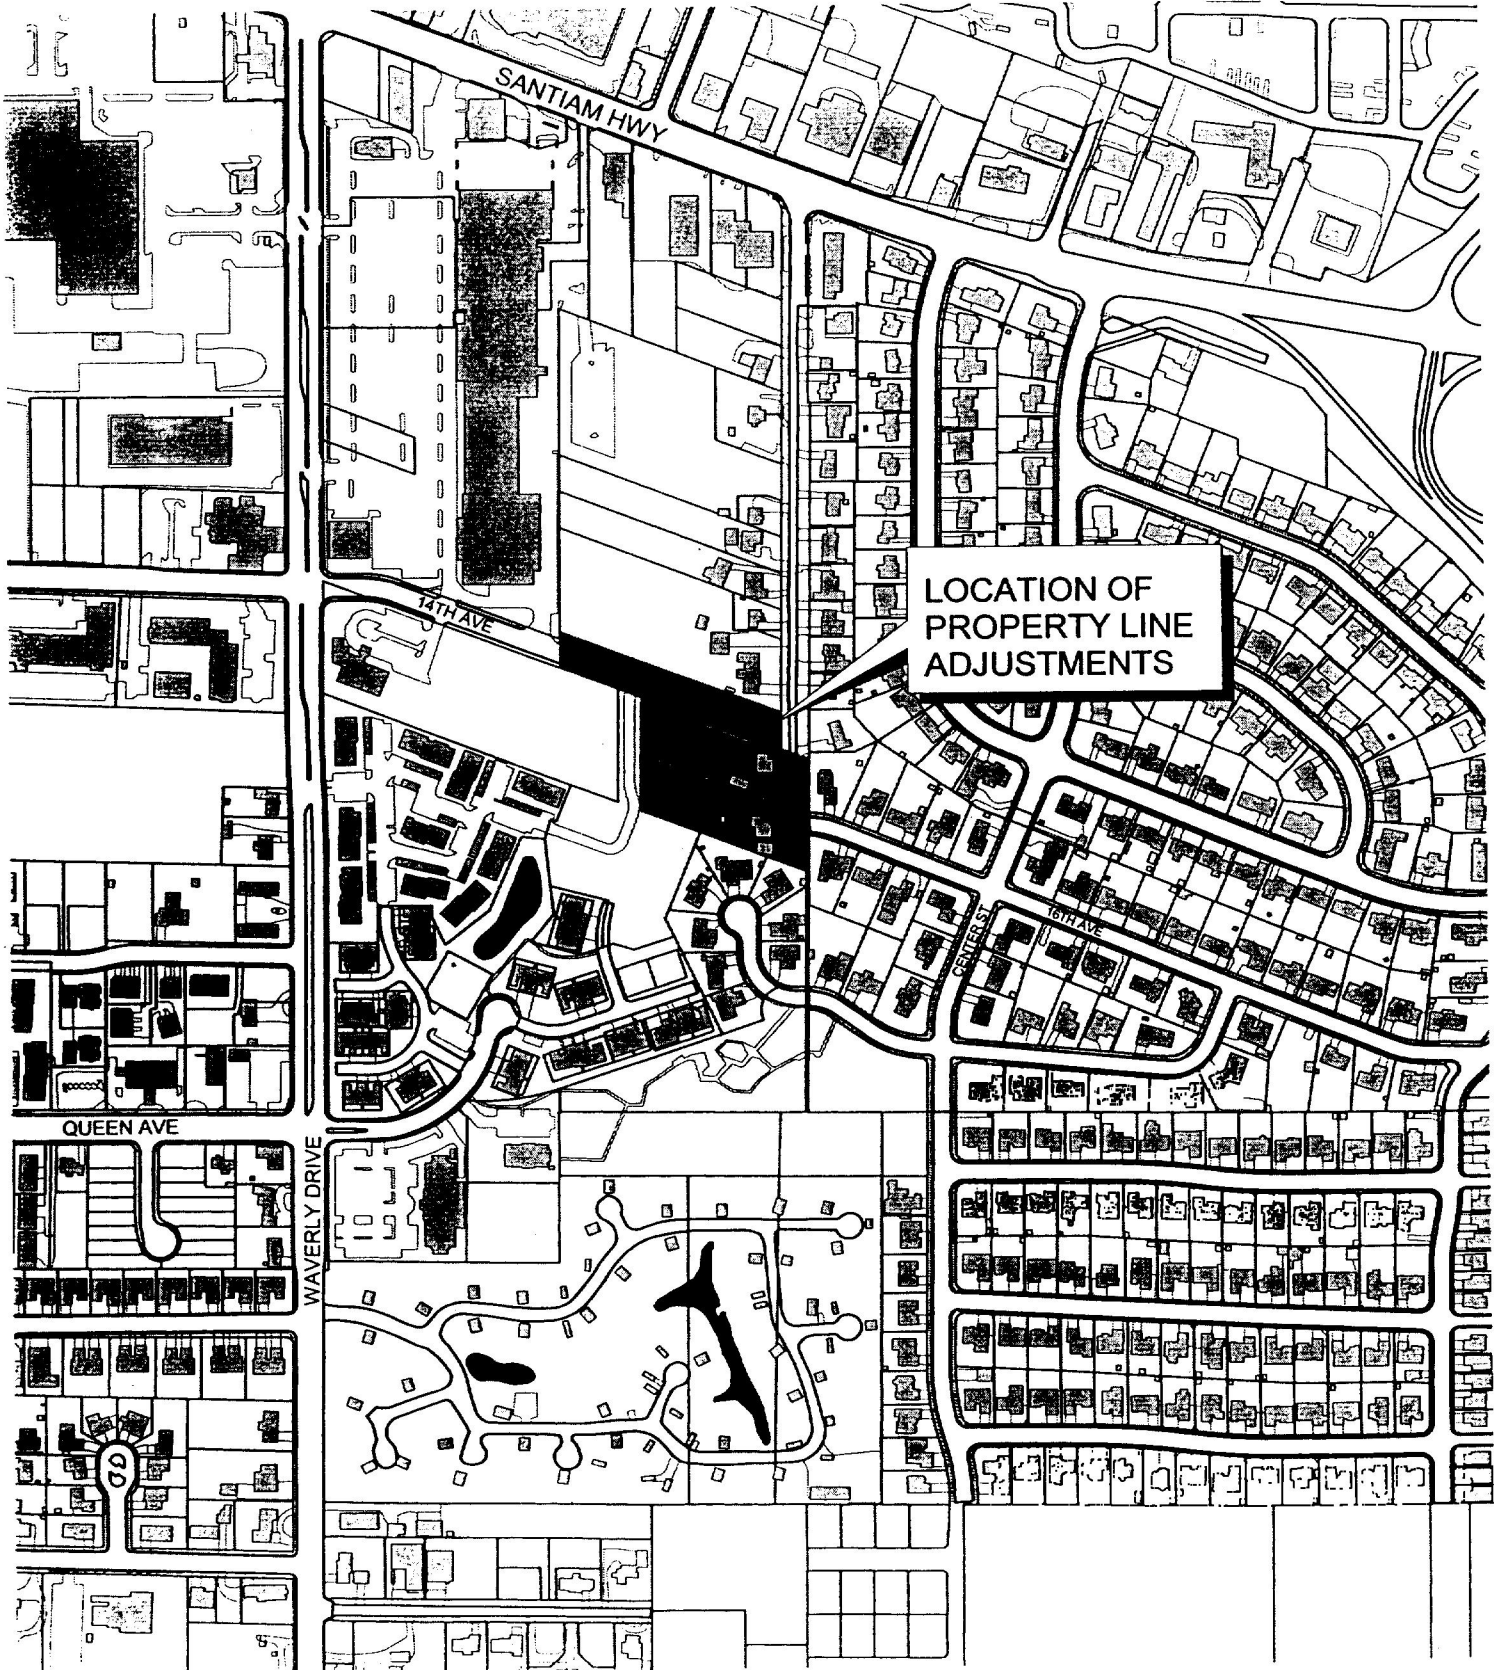 SANTIAM HWY
LOCATION OF
PROPERTY LINE
ADJUSTMENTS
14TH AVE
16TH AVE
CENTER ST
QUEEN AVE
WAVERLY DRIVE